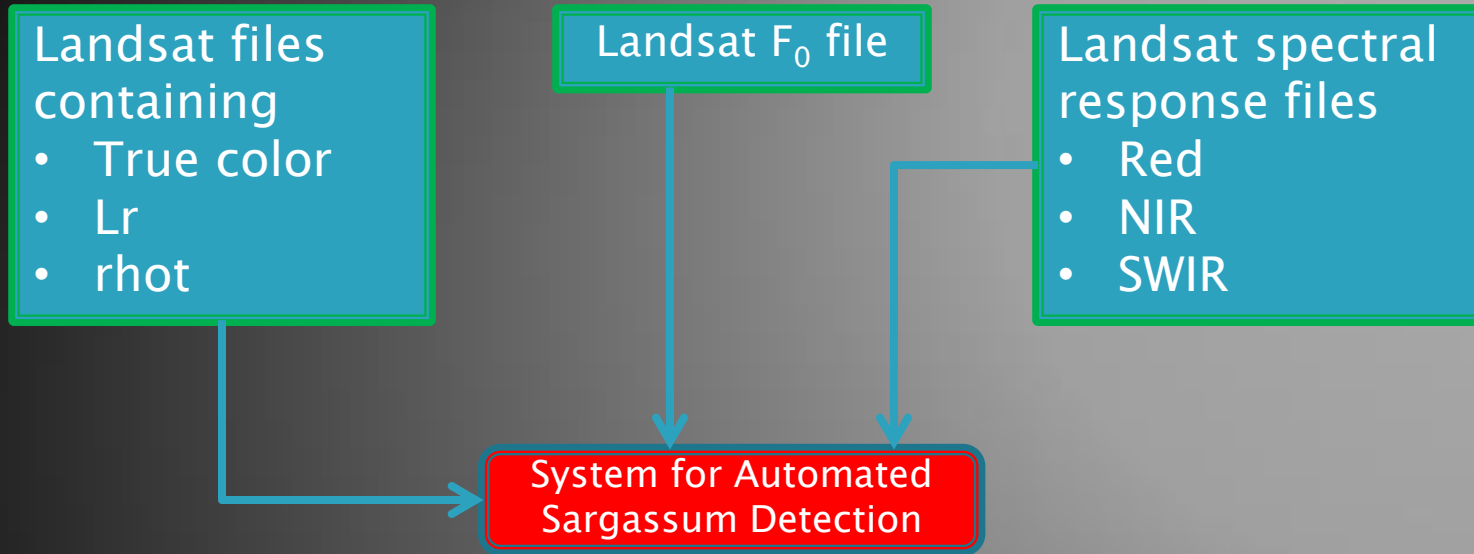 Landsat files
containing
• True color
• Lr
• rhot
Landsat F₀ file
Landsat spectral
response files
• Red
• NIR
• SWIR
System for Automated
Sargassum Detection